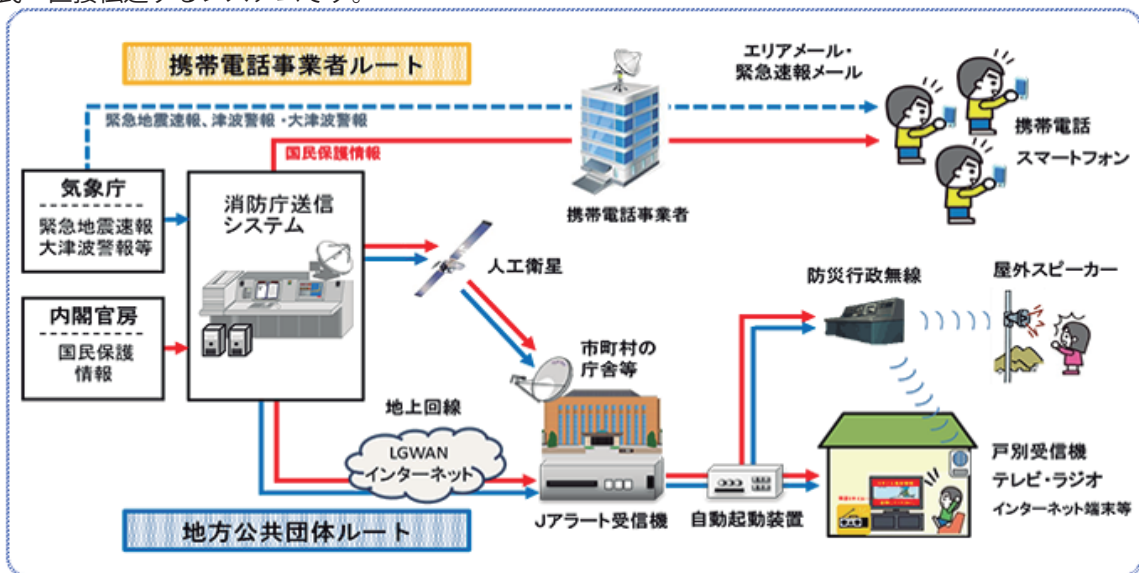 携帯電話事業者ルート
エリアメール・
緊急速報メール
緊急地震速報、津波警報・大津波警報
国民保護情報
携帯電話
スマートフォン
携帯電話事業者
気象庁
緊急地震速報
大津波警報等
消防庁送信
システム
人工衛星
内閣官房
国民保護
情報
防災行政無線
屋外スピーカー
市町村の
庁舎等
地上回線
LGWAN
インターネット
Jアラート受信機
自動起動装置
戸別受信機
テレビ・ラジオ
インターネット端末等
地方公共団体ルート